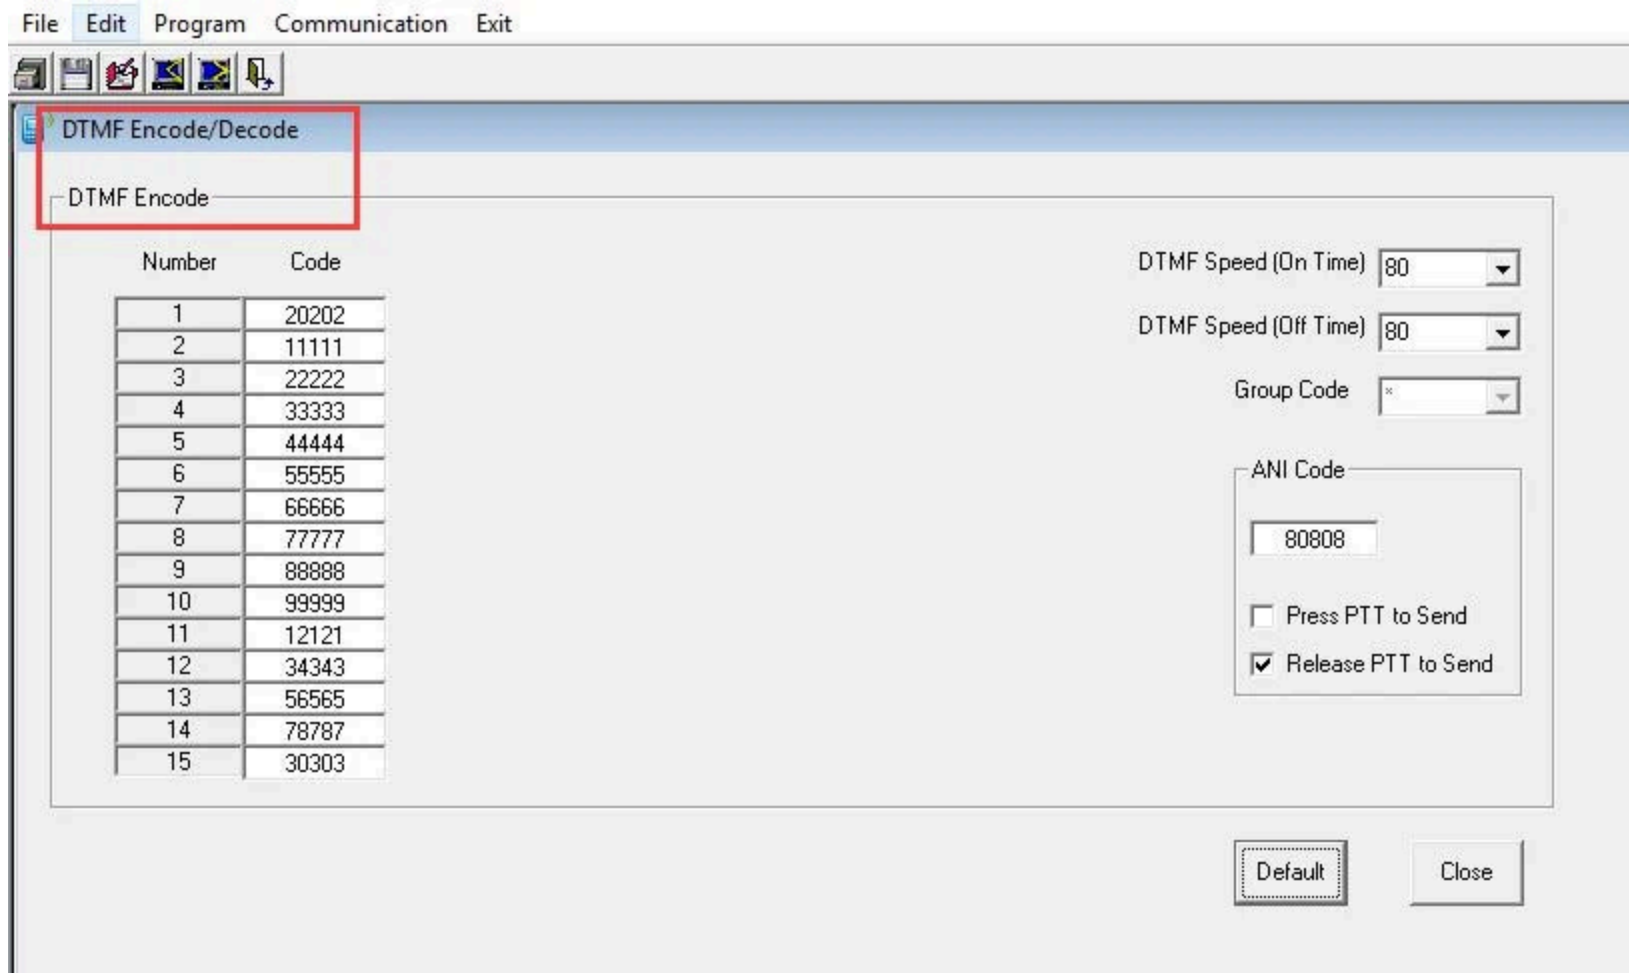 File Edit Program Communication Exit
DTMF Encode/Decode
DTMF Encode
Number Code
1 20202
2 11111
3 22222
4 33333
5 44444
6 55555
7 66666
8 77777
9 88888
10 99999
11 12121
12 34343
13 56565
14 78787
15 30303
DTMF Speed (On Time) 80
DTMF Speed (Off Time) 80
Group Code *
ANI Code
80808
Press PTT to Send
Release PTT to Send
Default Close